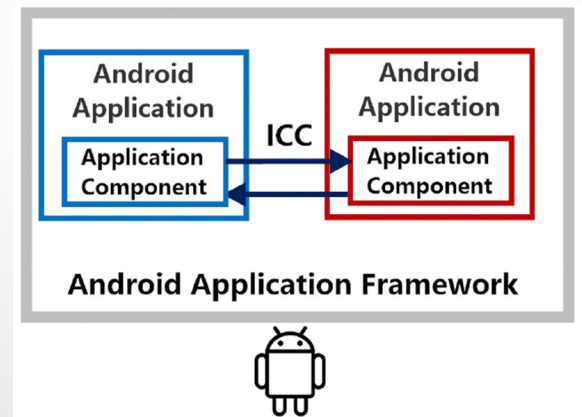 Android
Application
Application
Component
ICC
Android
Application
Application
Component
Android Application Framework